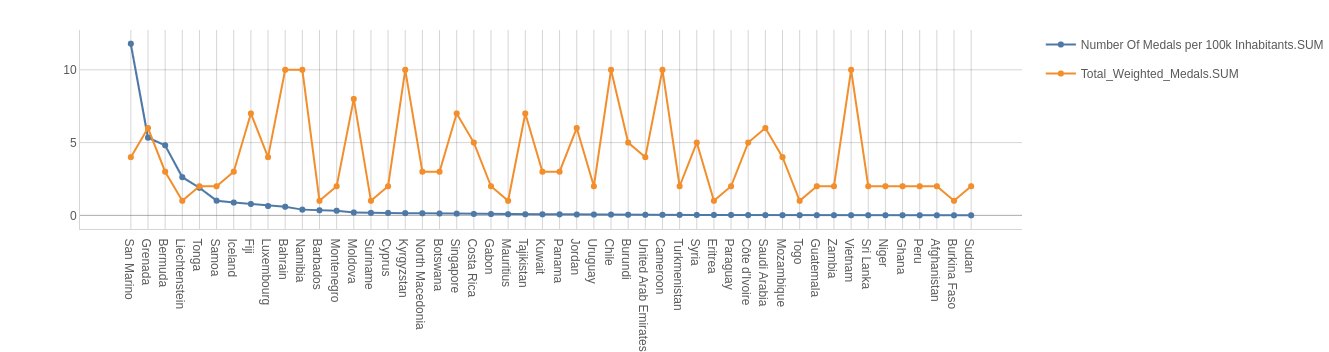 10
5
0
San Marino
Grenada
Bermuda
Liechtenstein
Tonga
Samoa
Iceland
Fiji
Luxembourg
Bahrain
Namibia
Barbados
Montenegro
Moldova
Suriname
Cyprus
Kyrgyzstan
North Macedonia
Botswana
Singapore
Costa Rica
Gabon
Mauritius
Tajikistan
Kuwait
Panama
Jordan
Uruguay
Chile
Burundi
United Arab Emirates
Cameroon
Turkmenistan
Syria
Eritrea
Paraguay
Côte d'Ivoire
Saudi Arabia
Mozambique
Togo
Guatemala
Zambia
Vietnam
Sri Lanka
Niger
Ghana
Peru
Afghanistan
Burkina Faso
Sudan
Number Of Medals per 100k Inhabitants.SUM
Total_Weighted_Medals.SUM